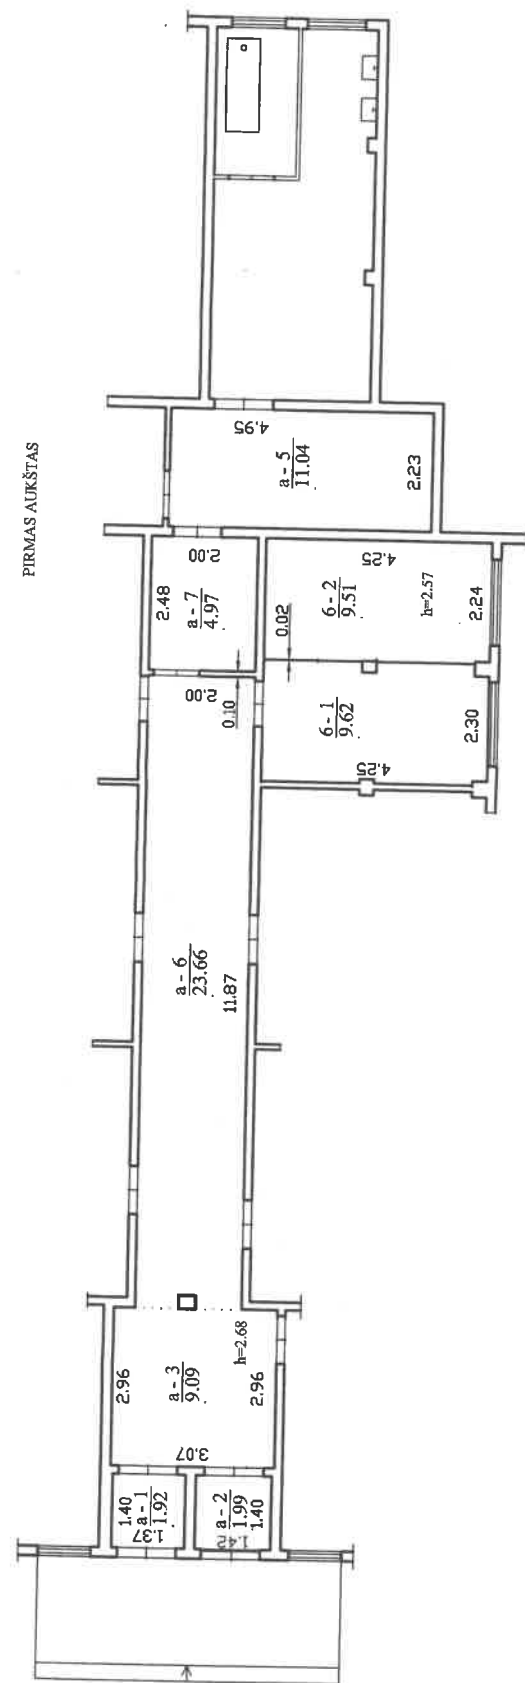 PIRMAS AUKŠTAS
4.95
a - 5
11.04
2.23
2.00
2.48
a - 7
4.97
2.00
0.10
4.25
6 - 2
9.51
h=2.57
2.24
0.02
6 - 1
9.62
2.30
4.25
a - 6
23.66
11.87
2.96
a - 3
9.09
h=2.68
2.96
3.07
1.40
a - 1
1.92
1.37
a - 2
1.99
1.40
1.42